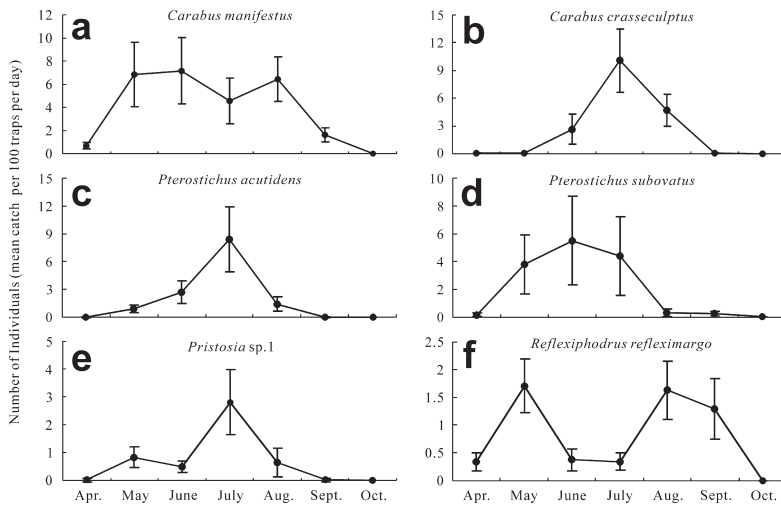 Number of Individuals (mean catch per 100 traps per day)
a
Carabus manifestus
12
10
8
6
4
2
0
b
Carabus crasseculptus
15
12
9
6
3
0
c
Pterostichus acutidens
15
12
9
6
3
0
d
Pterostichus subovatus
10
8
6
4
2
0
e
Pristosia sp.1
5
4
3
2
1
0
Apr. May June July Aug. Sept. Oct.
f
Reflexiphodrus refleximargo
2.5
2
1.5
1
0.5
0
Apr. May June July Aug. Sept. Oct.